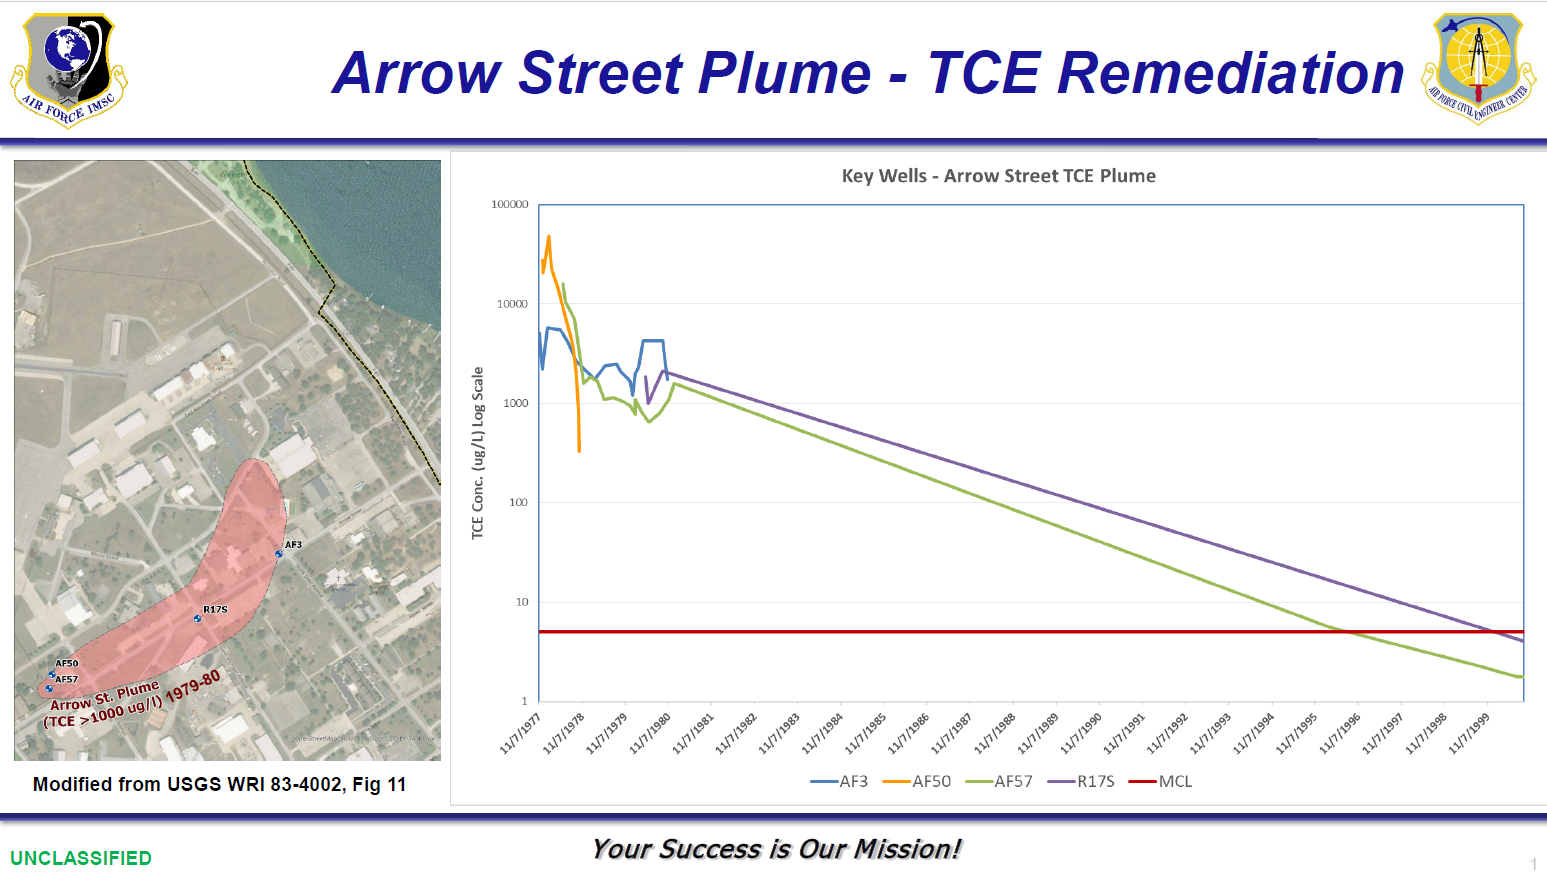 AIR FORCE IMSC
Arrow Street Plume - TCE Remediation
AIR FORCE CIVIL ENGINEER CENTER
AF3
R17S
AF50
AF57
Arrow St. Plume 1979-80
(TCE >1000 ug/l)
Arrow Street
Modified from USGS WRI 83-4002, Fig 11
Key Wells - Arrow Street TCE Plume
TCE Conc. (ug/L) Log Scale
100000
10000
1000
100
10
1
11/7/1977
11/7/1978
11/7/1979
11/7/1980
11/7/1981
11/7/1982
11/7/1983
11/7/1984
11/7/1985
11/7/1986
11/7/1987
11/7/1988
11/7/1989
11/7/1990
11/7/1991
11/7/1992
11/7/1993
11/7/1994
11/7/1995
11/7/1996
11/7/1997
11/7/1998
11/7/1999
AF3 AF50 AF57 R17S MCL
Your Success is Our Mission!
UNCLASSIFIED
1